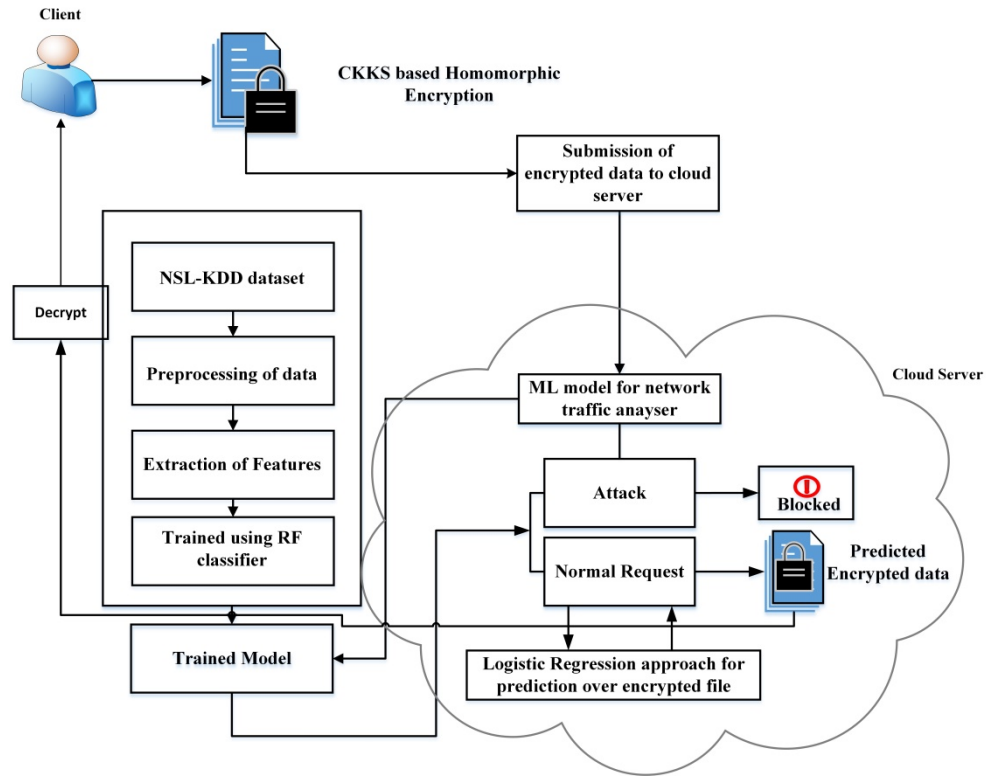 Client
CKKS based Homomorphic
Encryption
Submission of
encrypted data to cloud
server
NSL-KDD dataset
Decrypt
Preprocessing of data
Cloud Server
ML model for network
traffic anayser
Extraction of Features
Attack
Blocked
Trained using RF
classifier
Normal Request
Predicted
Encrypted data
Trained Model
Logistic Regression approach for
prediction over encrypted file